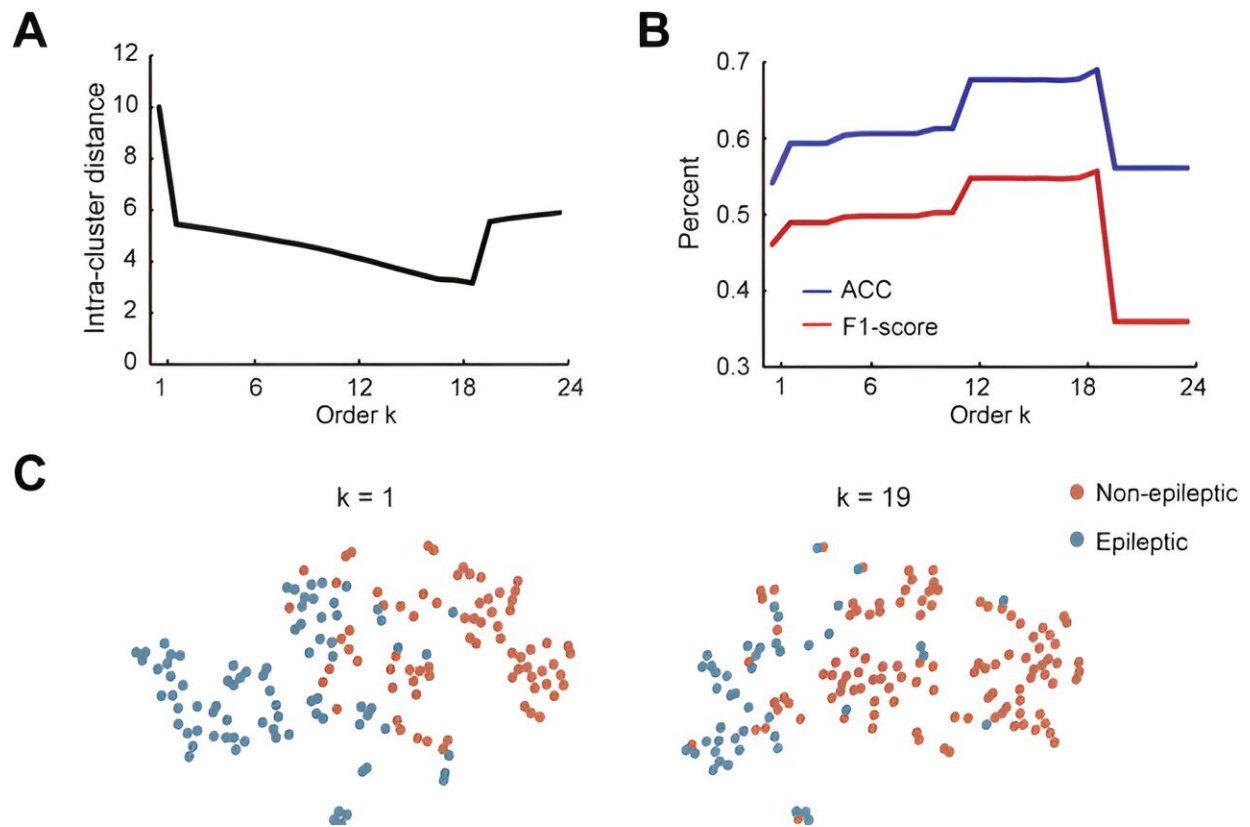 A
12
10
8
6
4
2
0
Intra-cluster distance
1 6 12 18 24
Order k
B
0.7
0.6
0.5
0.4
0.3
Percent
ACC
F1-score
1 6 12 18 24
Order k
C
k = 1
k = 19
Non-epileptic
Epileptic